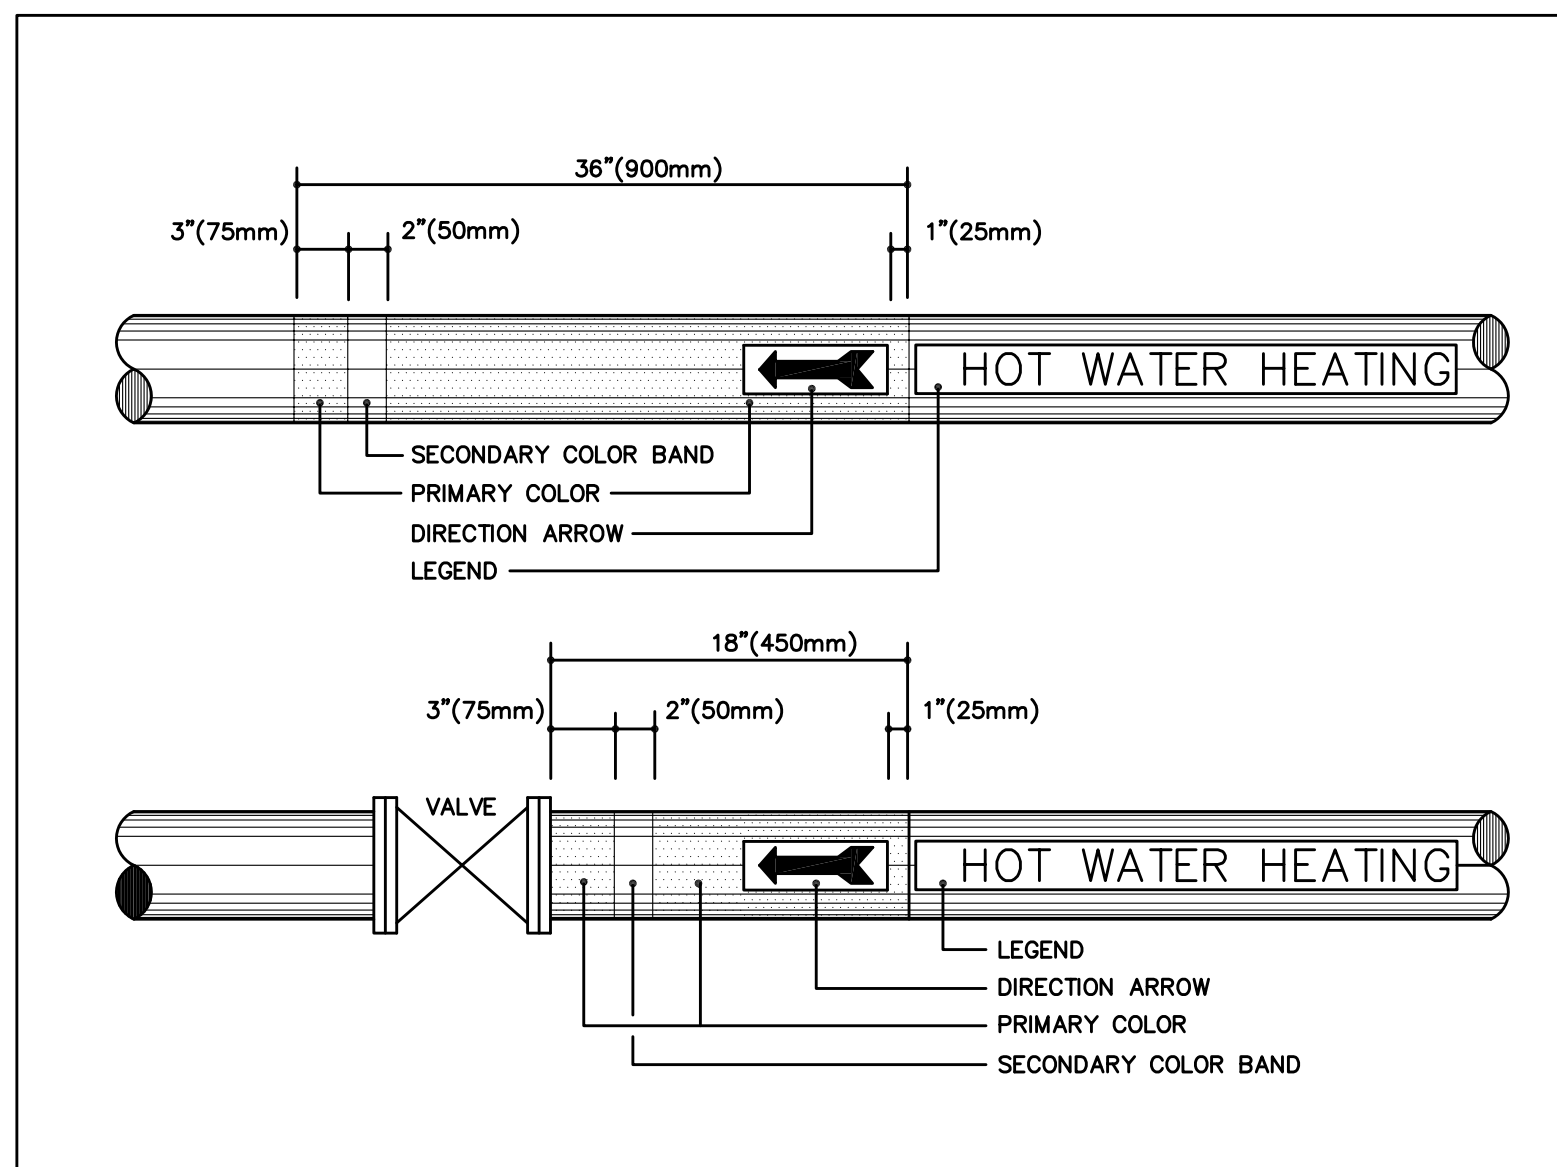 36”(900mm)
3”(75mm)
2”(50mm)
1”(25mm)
HOT WATER HEATING
SECONDARY COLOR BAND
PRIMARY COLOR
DIRECTION ARROW
LEGEND
18”(450mm)
3”(75mm)
2”(50mm)
1”(25mm)
VALVE
HOT WATER HEATING
LEGEND
DIRECTION ARROW
PRIMARY COLOR
SECONDARY COLOR BAND